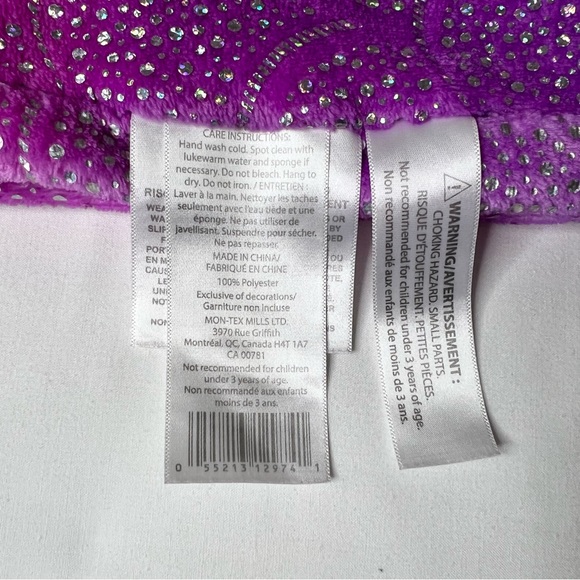 CARE INSTRUCTIONS:
Hand wash cold. Spot clean with
lukewarm water and sponge if
necessary. Do not bleach. Hang to
dry. Do not iron. / ENTRETIEN :
Laver à la main. Nettoyer les taches
seulement avec l'eau tiède et une
éponge. Ne pas utiliser de
javellisant. Suspendre pour sécher.
Ne pas repasser.
MADE IN CHINA/
FABRIQUÉ EN CHINE
100% Polyester
Exclusive of decorations/
Garniture non incluse
MON-TEX MILLS LTD.
3970 Rue Griffith
Montréal. QC, Canada H4T 1A7
CA 00781
Not recommended for children
under 3 years of age.
Non recommandé aux enfants
moins de 3 ans.
0 55213 12974 1
WARNING/AVERTISSEMENT :
CHOKING HAZARD. SMALL PARTS.
RISQUE D'ÉTOUFFEMENT. PETITES PIÈCES.
Not recommended for children under 3 years of age.
Non recommandé aux enfants de moins de 3 ans.